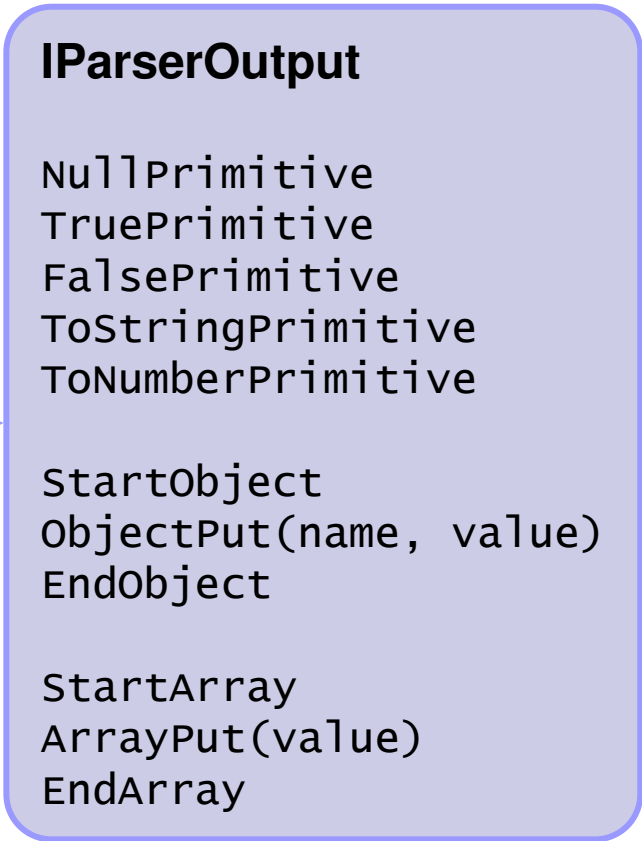 IParserOutput
NullPrimitive
TruePrimitive
FalsePrimitive
ToStringPrimitive
ToNumberPrimitive
StartObject
ObjectPut(name, value)
EndObject
StartArray
ArrayPut(value)
EndArray